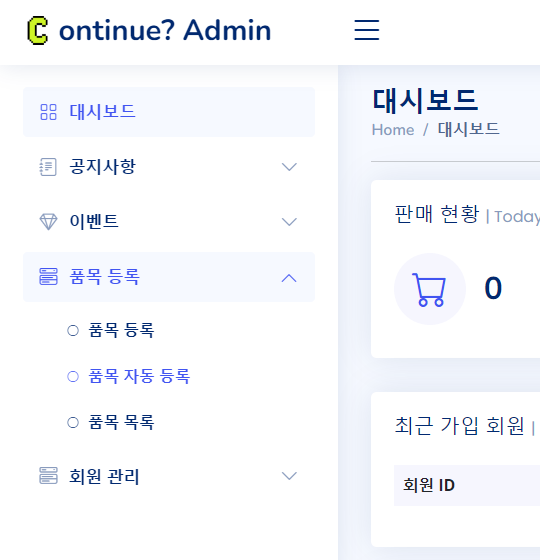 Continue? Admin
대시보드
공지사항
이벤트
품목 등록
품목 등록
품목 자동 등록
품목 목록
회원 관리
대시보드
Home / 대시보드
판매 현황 | Today
0
최근 가입 회원 |
회원 ID